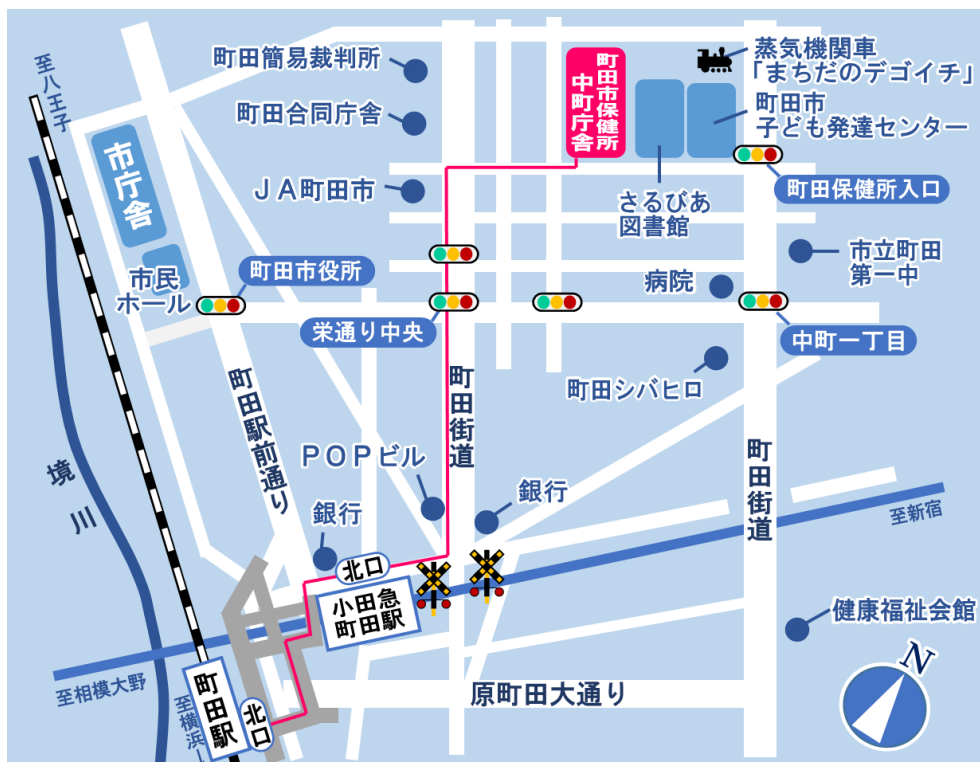 至八王子
町田簡易裁判所
町田合同庁舎
JA町田市
町田市保健所
中町庁舎
蒸気機関車
「まちだのデゴイチ」
町田市
子ども発達センター
町田保健所入口
さるびあ
図書館
市庁舎
市民
ホール
町田市役所
栄通り中央
病院
市立町田
第一中
中町一丁目
町田シバヒロ
町田駅前通り
町田街道
町田街道
POPビル
銀行
銀行
境川
至新宿
北口
小田急
町田駅
健康福祉会館
至相模大野
至横浜
町田駅
北口
原町田大通り
N